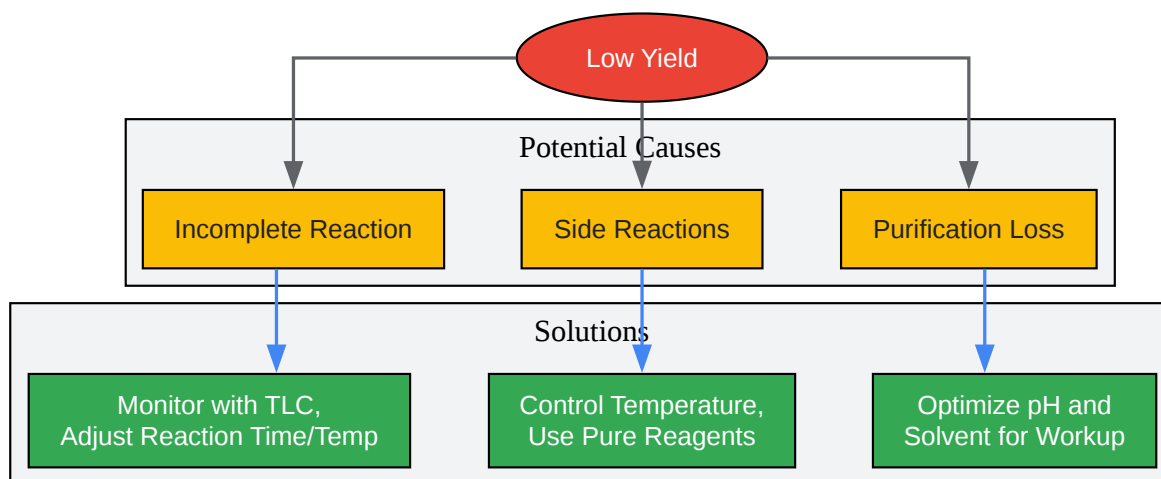 Low Yield
Potential Causes
Incomplete Reaction
Side Reactions
Purification Loss
Solutions
Monitor with TLC,
Adjust Reaction Time/Temp
Control Temperature,
Use Pure Reagents
Optimize pH and
Solvent for Workup